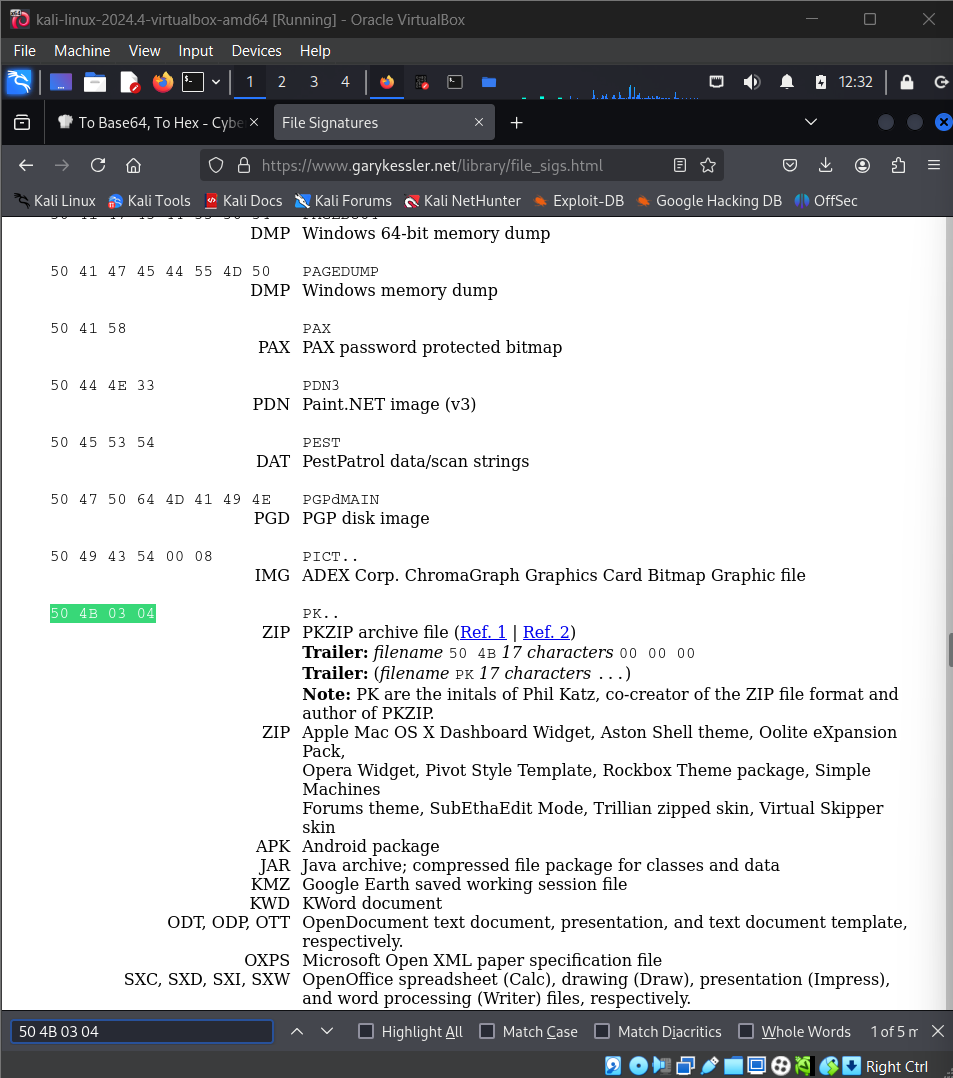 kali-linux-2024.4-virtualbox-amd64 [Running] - Oracle VirtualBox
File Machine View Input Devices Help
1 2 3 4 12:32
To Base64, To Hex - Cybe File Signatures
https://www.garykessler.net/library/file_sigs.html
Kali Linux Kali Tools Kali Docs Kali Forums Kali NetHunter Exploit-DB Google Hacking DB OffSec
DMP Windows 64-bit memory dump
50 41 47 45 44 55 4D 50 PAGEDUMP
DMP Windows memory dump
50 41 58 PAX
PAX PAX password protected bitmap
50 44 4E 33 PDN3
PDN Paint.NET image (v3)
50 45 53 54 PEST
DAT PestPatrol data/scan strings
50 47 50 64 4D 41 49 4E PGPdMAIN
PGD PGP disk image
50 49 43 54 00 08 PICT..
IMG ADEX Corp. ChromaGraph Graphics Card Bitmap Graphic file
50 4B 03 04 PK..
ZIP PKZIP archive file (Ref. 1 | Ref. 2)
Trailer: filename 50 4B 17 characters 00 00 00
Trailer: (filename PK 17 characters ...)
Note: PK are the initals of Phil Katz, co-creator of the ZIP file format and
author of PKZIP.
ZIP Apple Mac OS X Dashboard Widget, Aston Shell theme, Oolite eXpansion
Pack,
Opera Widget, Pivot Style Template, Rockbox Theme package, Simple
Machines
Forums theme, SubEthaEdit Mode, Trillian zipped skin, Virtual Skipper
skin
APK Android package
JAR Java archive; compressed file package for classes and data
KMZ Google Earth saved working session file
KWD KWord document
ODT, ODP, OTT OpenDocument text document, presentation, and text document template,
respectively.
OXPS Microsoft Open XML paper specification file
SXC, SXD, SXI, SXW OpenOffice spreadsheet (Calc), drawing (Draw), presentation (Impress),
and word processing (Writer) files, respectively.
50 4B 03 04 Highlight All Match Case Match Diacritics Whole Words 1 of 5 m
Right Ctrl